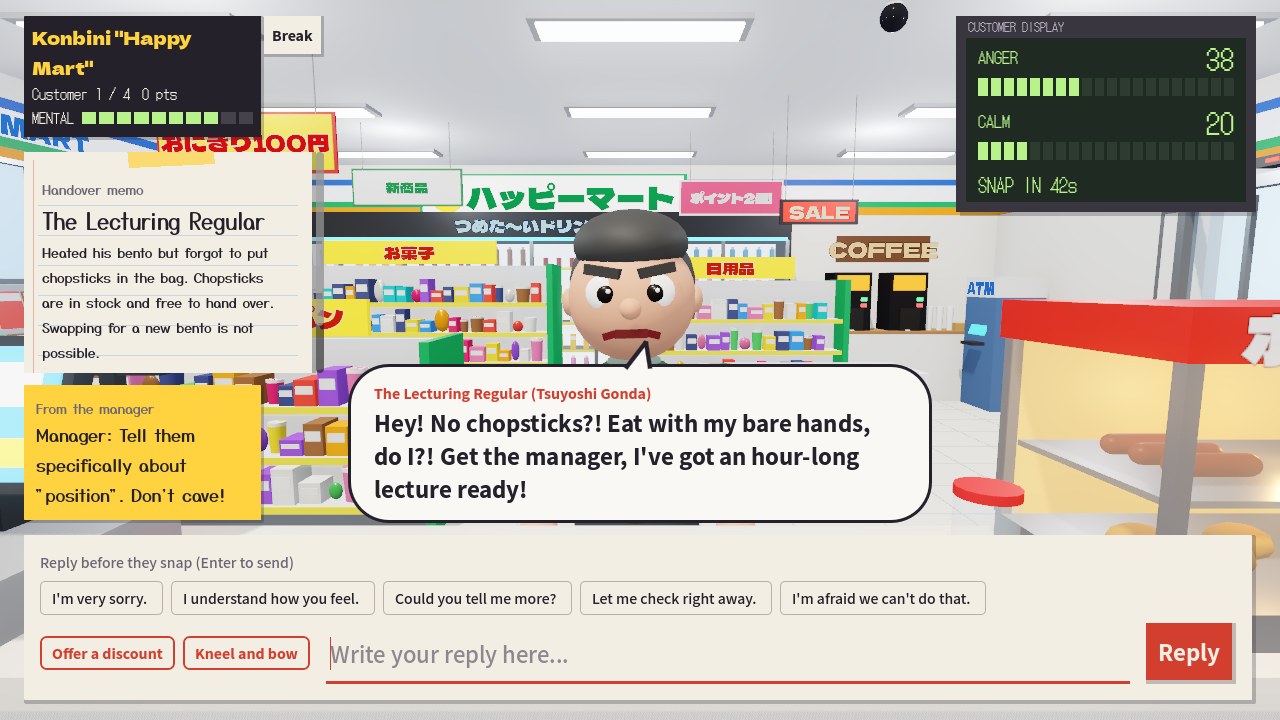 Konbini "Happy
Mart"
Customer 1 / 4 0 pts
MENTAL
Break
CUSTOMER DISPLAY
ANGER 38
CALM 20
SNAP IN 42s
MART
おにぎり100円
新商品
ハッピーマート
ポイント2倍
SALE
つめた〜いドリン
お菓子
日用品
COFFEE
ATM
ン
ホ
Handover memo
The Lecturing Regular
Heated his bento but forgot to put
chopsticks in the bag. Chopsticks
are in stock and free to hand over.
Swapping for a new bento is not
possible.
From the manager
Manager: Tell them
specifically about
"position". Don't cave!
The Lecturing Regular (Tsuyoshi Gonda)
Hey! No chopsticks?! Eat with my bare hands,
do I?! Get the manager, I've got an hour-long
lecture ready!
Reply before they snap (Enter to send)
I'm very sorry.
I understand how you feel.
Could you tell me more?
Let me check right away.
I'm afraid we can't do that.
Offer a discount
Kneel and bow
Write your reply here...
Reply